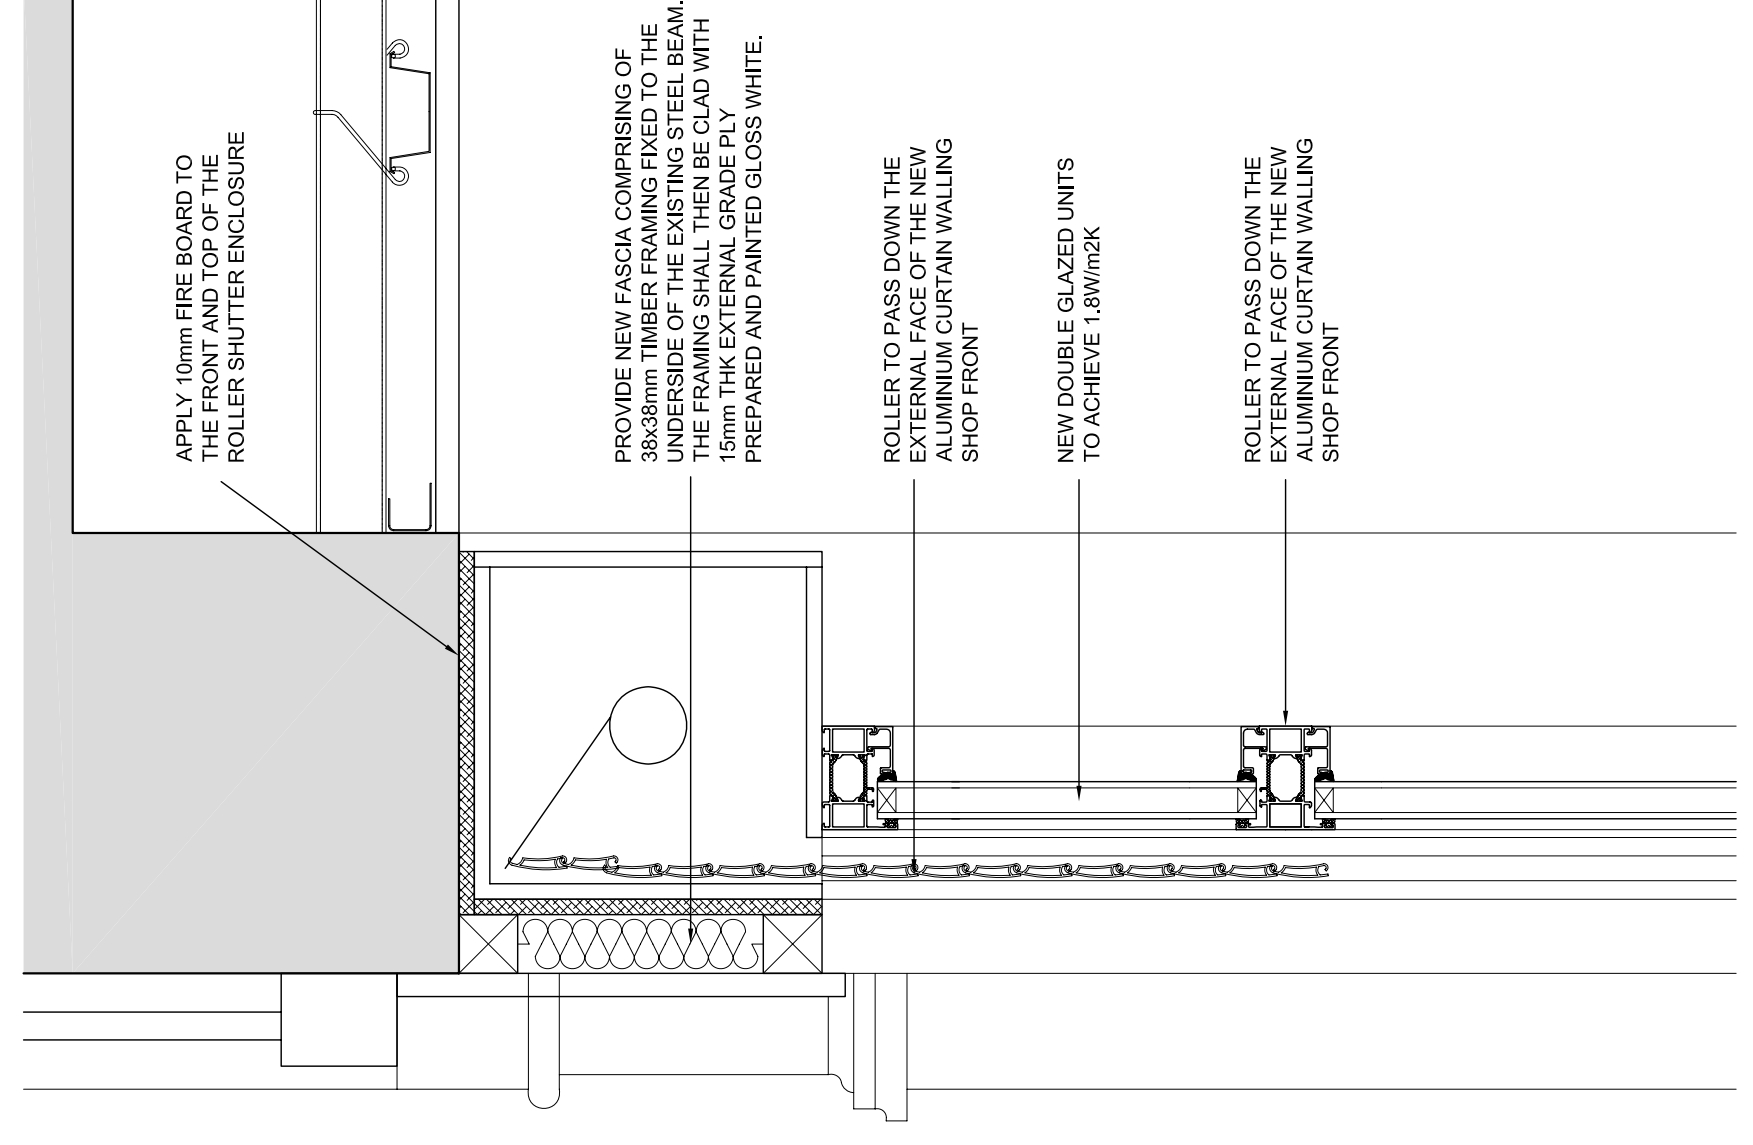 APPLY 10mm FIRE BOARD TO
THE FRONT AND TOP OF THE
ROLLER SHUTTER ENCLOSURE
PROVIDE NEW FASCIA COMPRISING OF
38x38mm TIMBER FRAMING FIXED TO THE
UNDERSIDE OF THE EXISTING STEEL BEAM.
THE FRAMING SHALL THEN BE CLAD WITH
15mm THK EXTERNAL GRADE PLY
PREPARED AND PAINTED GLOSS WHITE.
ROLLER TO PASS DOWN THE
EXTERNAL FACE OF THE NEW
ALUMINIUM CURTAIN WALLING
SHOP FRONT
NEW DOUBLE GLAZED UNITS
TO ACHIEVE 1.8W/m2K
ROLLER TO PASS DOWN THE
EXTERNAL FACE OF THE NEW
ALUMINIUM CURTAIN WALLING
SHOP FRONT